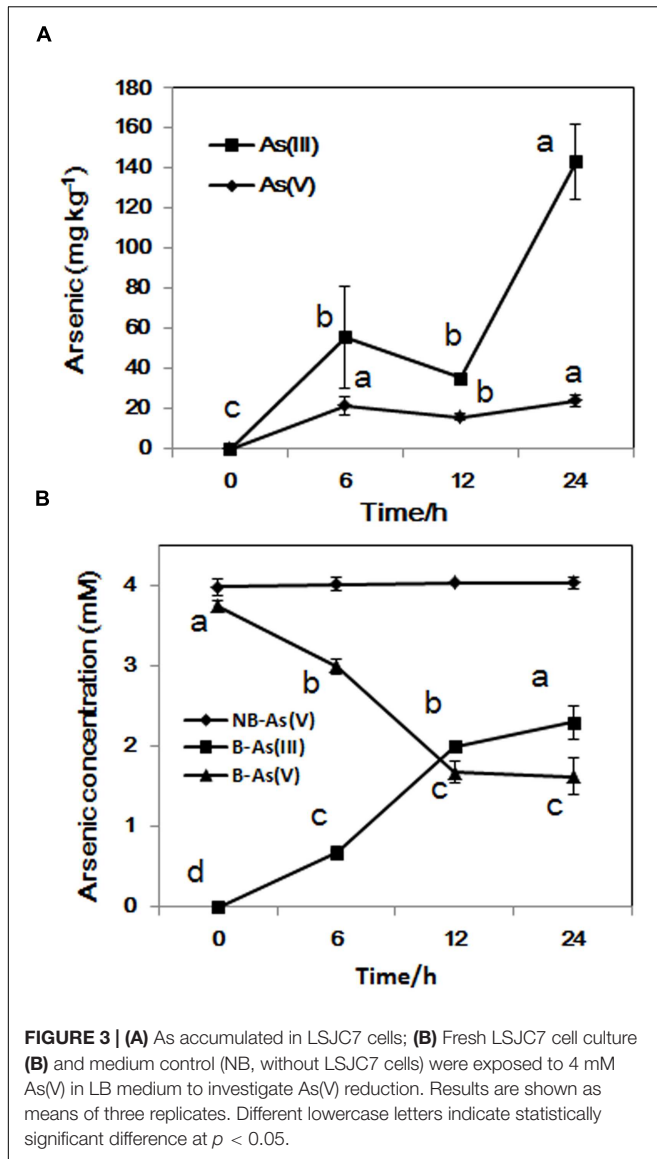 A
180
160
140
120
100
80
60
40
20
0
Arsenic (mg kg⁻¹)
As(III)
As(V)
c
b
a
b
b
a
a
0 6 12 24
Time/h
B
4
3
2
1
0
Arsenic concentration (mM)
a
b
b
a
NB-As(V)
B-As(III)
B-As(V)
c
c
c
d
0 6 12 24
Time/h
FIGURE 3 | (A) As accumulated in LSJC7 cells; (B) Fresh LSJC7 cell culture
(B) and medium control (NB, without LSJC7 cells) were exposed to 4 mM
As(V) in LB medium to investigate As(V) reduction. Results are shown as
means of three replicates. Different lowercase letters indicate statistically
significant difference at p < 0.05.